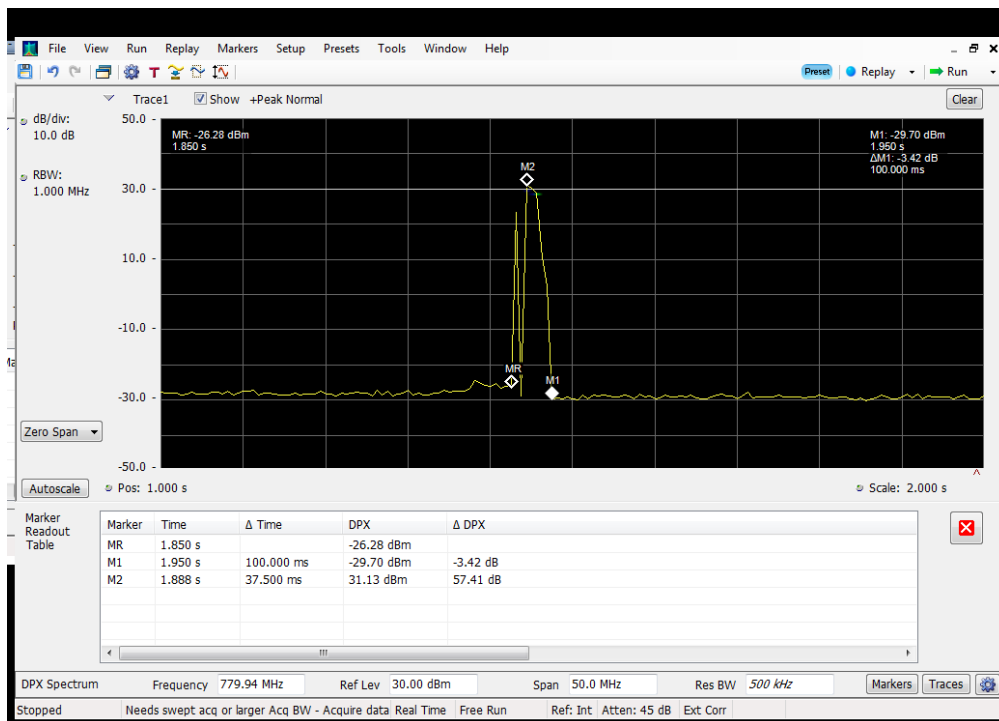 File View Run Replay Markers Setup Presets Tools Window Help
T Preset Replay Run
Trace1 Show +Peak Normal Clear
dB/div:
10.0 dB
RBW:
1.000 MHz
50.0
30.0
10.0
-10.0
-30.0
-50.0
MR: -26.28 dBm
1.850 s
M1: -29.70 dBm
1.950 s
ΔM1: -3.42 dB
100.000 ms
M2
MR
M1
Zero Span
Autoscale Pos: 1.000 s Scale: 2.000 s
Marker
Readout
Table
Marker Time Δ Time DPX Δ DPX
MR 1.850 s -26.28 dBm
M1 1.950 s 100.000 ms -29.70 dBm -3.42 dB
M2 1.888 s 37.500 ms 31.13 dBm 57.41 dB
DPX Spectrum Frequency 779.94 MHz Ref Lev 30.00 dBm Span 50.0 MHz Res BW 500 kHz Markers Traces
Stopped Needs swept acq or larger Acq BW - Acquire data Real Time Free Run Ref: Int Atten: 45 dB Ext Corr